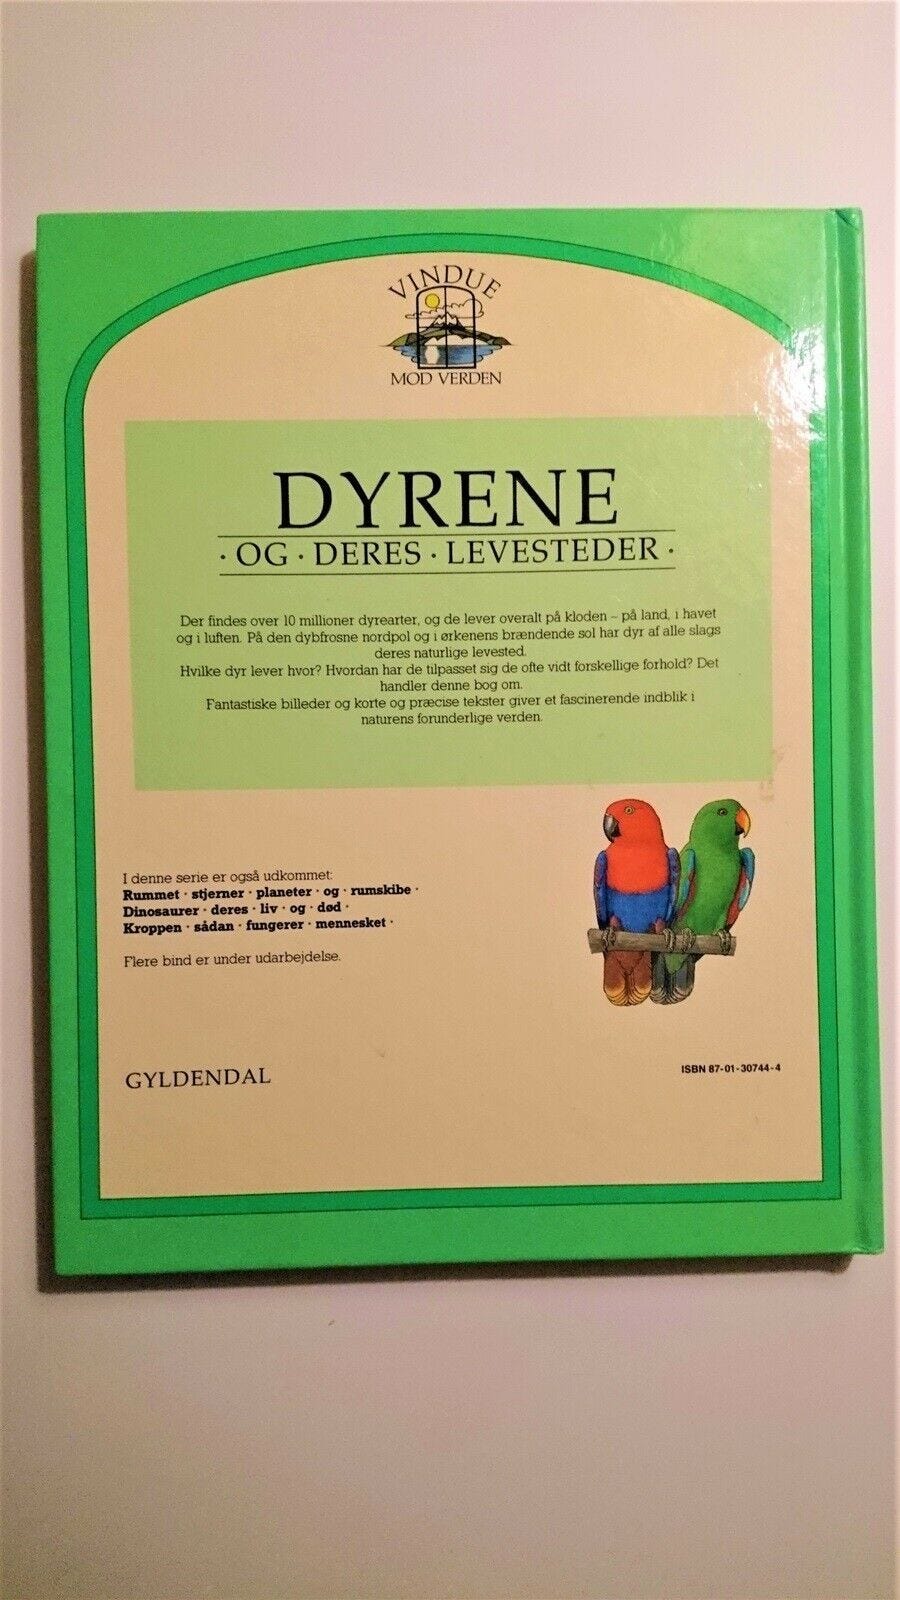 VINDUE
MOD VERDEN
DYRENE
· OG · DERES · LEVESTEDER ·
Der findes over 10 millioner dyrearter, og de lever overalt på kloden – på land, i havet
og i luften. På den dybfrosne nordpol og i ørkenens brændende sol har dyr af alle slags
deres naturlige levested.
Hvilke dyr lever hvor? Hvordan har de tilpasset sig de ofte vidt forskellige forhold? Det
handler denne bog om.
Fantastiske billeder og korte og præcise tekster giver et fascinerende indblik i
naturens forunderlige verden.
I denne serie er også udkommet:
Rummet · stjerner · planeter · og · rumskibe ·
Dinosaurer · deres · liv · og · død ·
Kroppen · sådan · fungerer · mennesket ·
Flere bind er under udarbejdelse.
GYLDENDAL
ISBN 87-01-30744-4